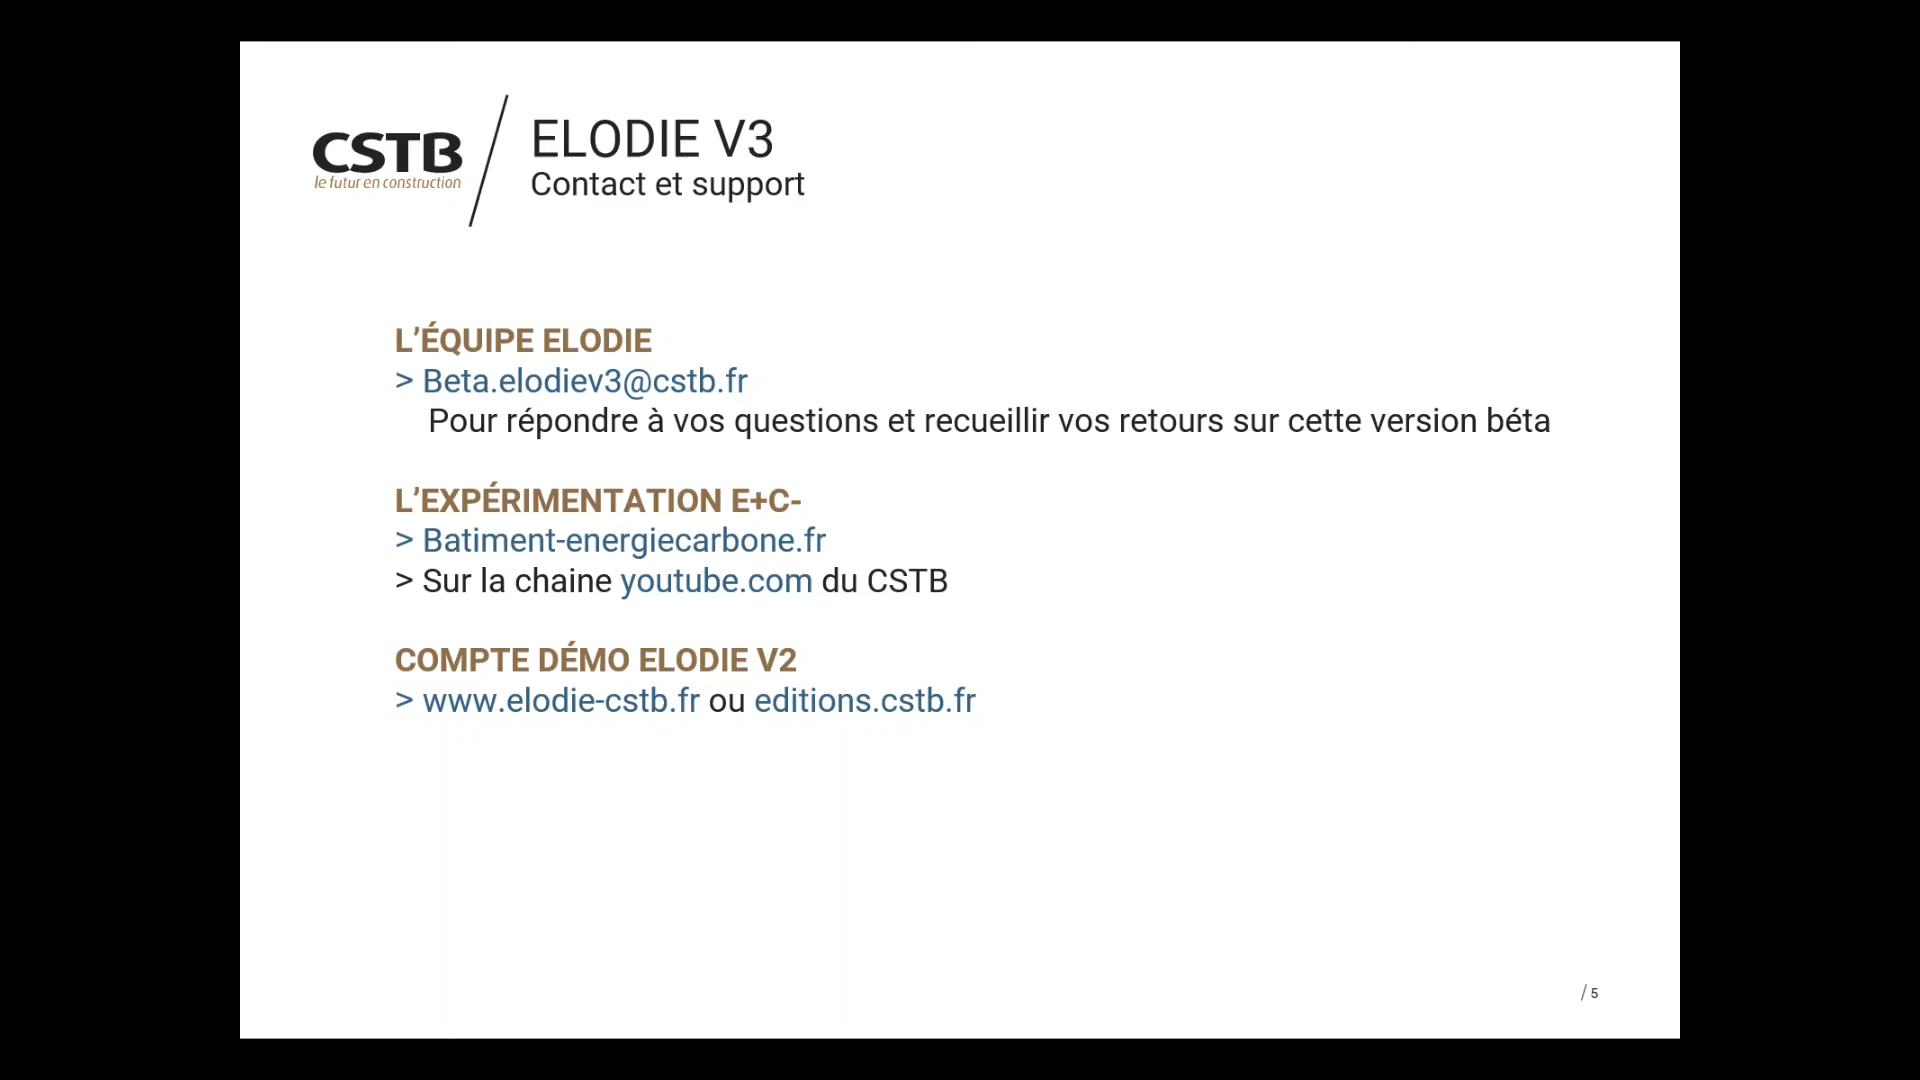 CSTB
le futur en construction
ELODIE V3
Contact et support
L’ÉQUIPE ELODIE
> Beta.elodiev3@cstb.fr
Pour répondre à vos questions et recueillir vos retours sur cette version béta
L’EXPÉRIMENTATION E+C-
> Batiment-energiecarbone.fr
> Sur la chaine youtube.com du CSTB
COMPTE DÉMO ELODIE V2
> www.elodie-cstb.fr ou editions.cstb.fr
/ 5